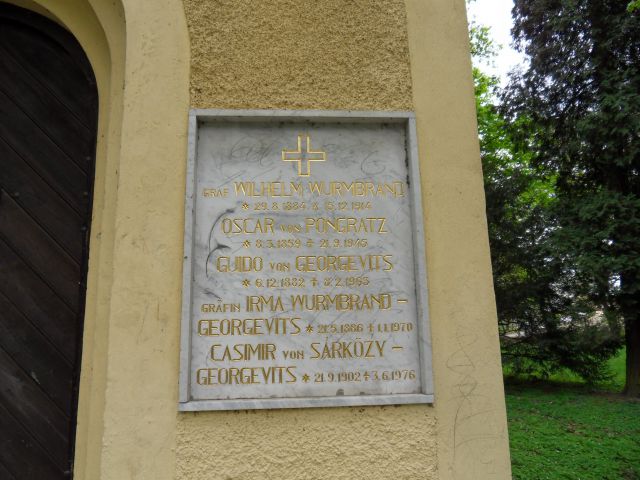 GRAF WILHELM WURMBRAND
* 29.8.1884 ✠ 15.12.1914
OSCAR VON PONGRATZ
* 8.3.1859 ✠ 21.9.1945
GUIDO VON GEORGEVITS
* 6.12.1882 ✠ 8.2.1963
GRÄFIN IRMA WURMBRAND –
GEORGEVITS * 21.5.1886 ✠ 1.1.1970
CASIMIR VON SÁRKÖZY –
GEORGEVITS * 21.9.1902 ✠ 3.6.1976